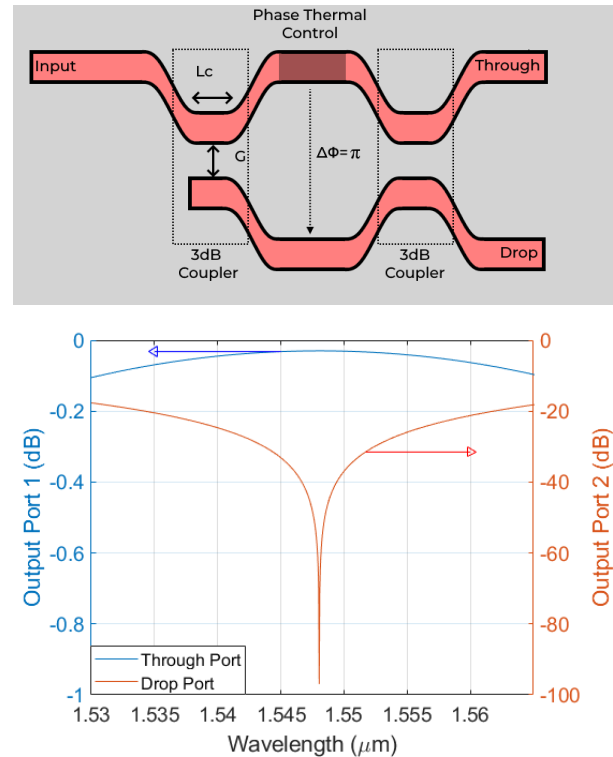 Phase Thermal
Control
Input
Lc
Through
G
ΔΦ=π
3dB
Coupler
3dB
Coupler
Drop
0
-0.2
-0.4
-0.6
-0.8
-1
Output Port 1 (dB)
0
-20
-40
-60
-80
-100
Output Port 2 (dB)
Through Port
Drop Port
1.53
1.535
1.54
1.545
1.55
1.555
1.56
Wavelength (μm)